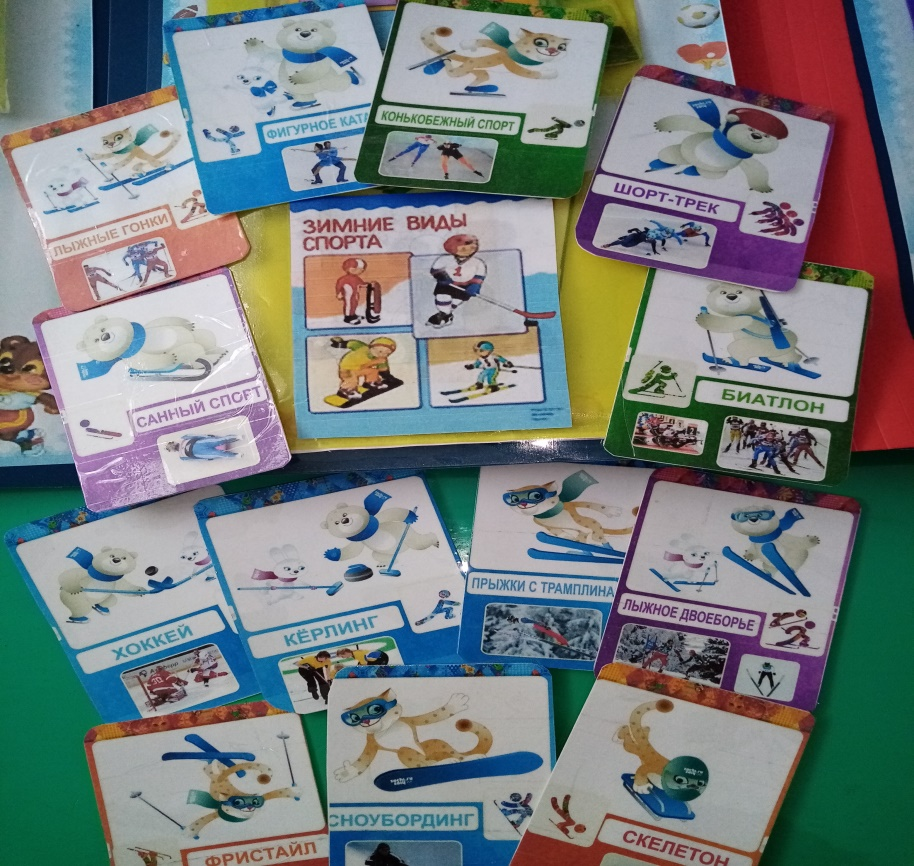 ФИГУРНОЕ КАТА
КОНЬКОБЕЖНЫЙ СПОРТ
ЛЫЖНЫЕ ГОНКИ
ШОРТ-ТРЕК
ЗИМНИЕ ВИДЫ
СПОРТА
1
САННЫЙ СПОРТ
БИАТЛОН
ХОККЕЙ
КЁРЛИНГ
ПРЫЖКИ С ТРАМПЛИНА
ЛЫЖНОЕ ДВОЕБОРЬЕ
ФРИСТАЙЛ
СНОУБОРДИНГ
СКЕЛЕТОН